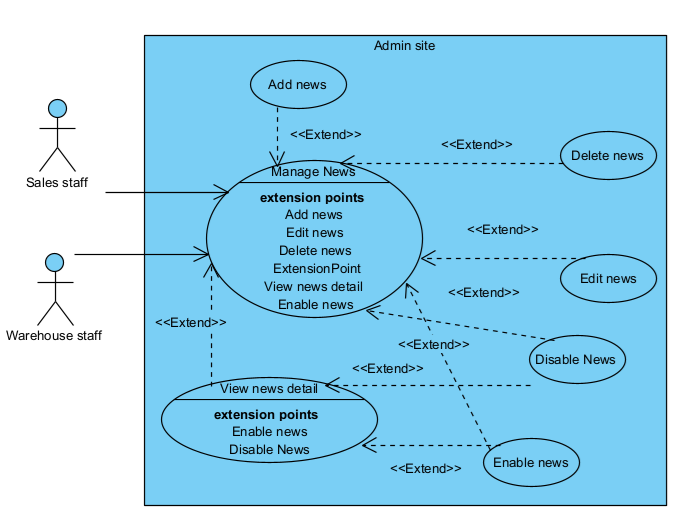 Admin site
Add news
<<Extend>>
<<Extend>>
Delete news
Sales staff
Manage News
extension points
Add news
Edit news
Delete news
ExtensionPoint
View news detail
Enable news
<<Extend>>
Edit news
<<Extend>>
Warehouse staff
<<Extend>>
<<Extend>>
Disable News
<<Extend>>
View news detail
extension points
Enable news
Disable News
<<Extend>>
Enable news